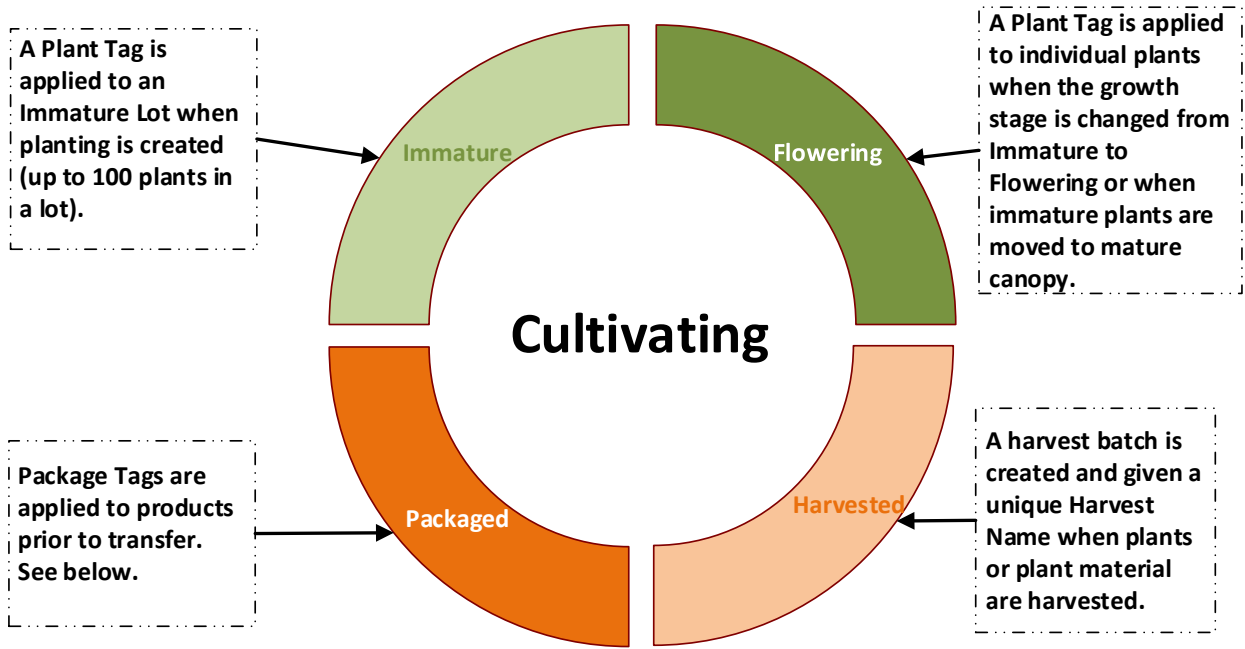 A Plant Tag is
applied to an
Immature Lot when
planting is created
(up to 100 plants in
a lot).
Immature
Flowering
A Plant Tag is applied
to individual plants
when the growth
stage is changed from
Immature to
Flowering or when
immature plants are
moved to mature
canopy.
Cultivating
Package Tags are
applied to products
prior to transfer.
See below.
Packaged
Harvested
A harvest batch is
created and given a
unique Harvest
Name when plants
or plant material
are harvested.